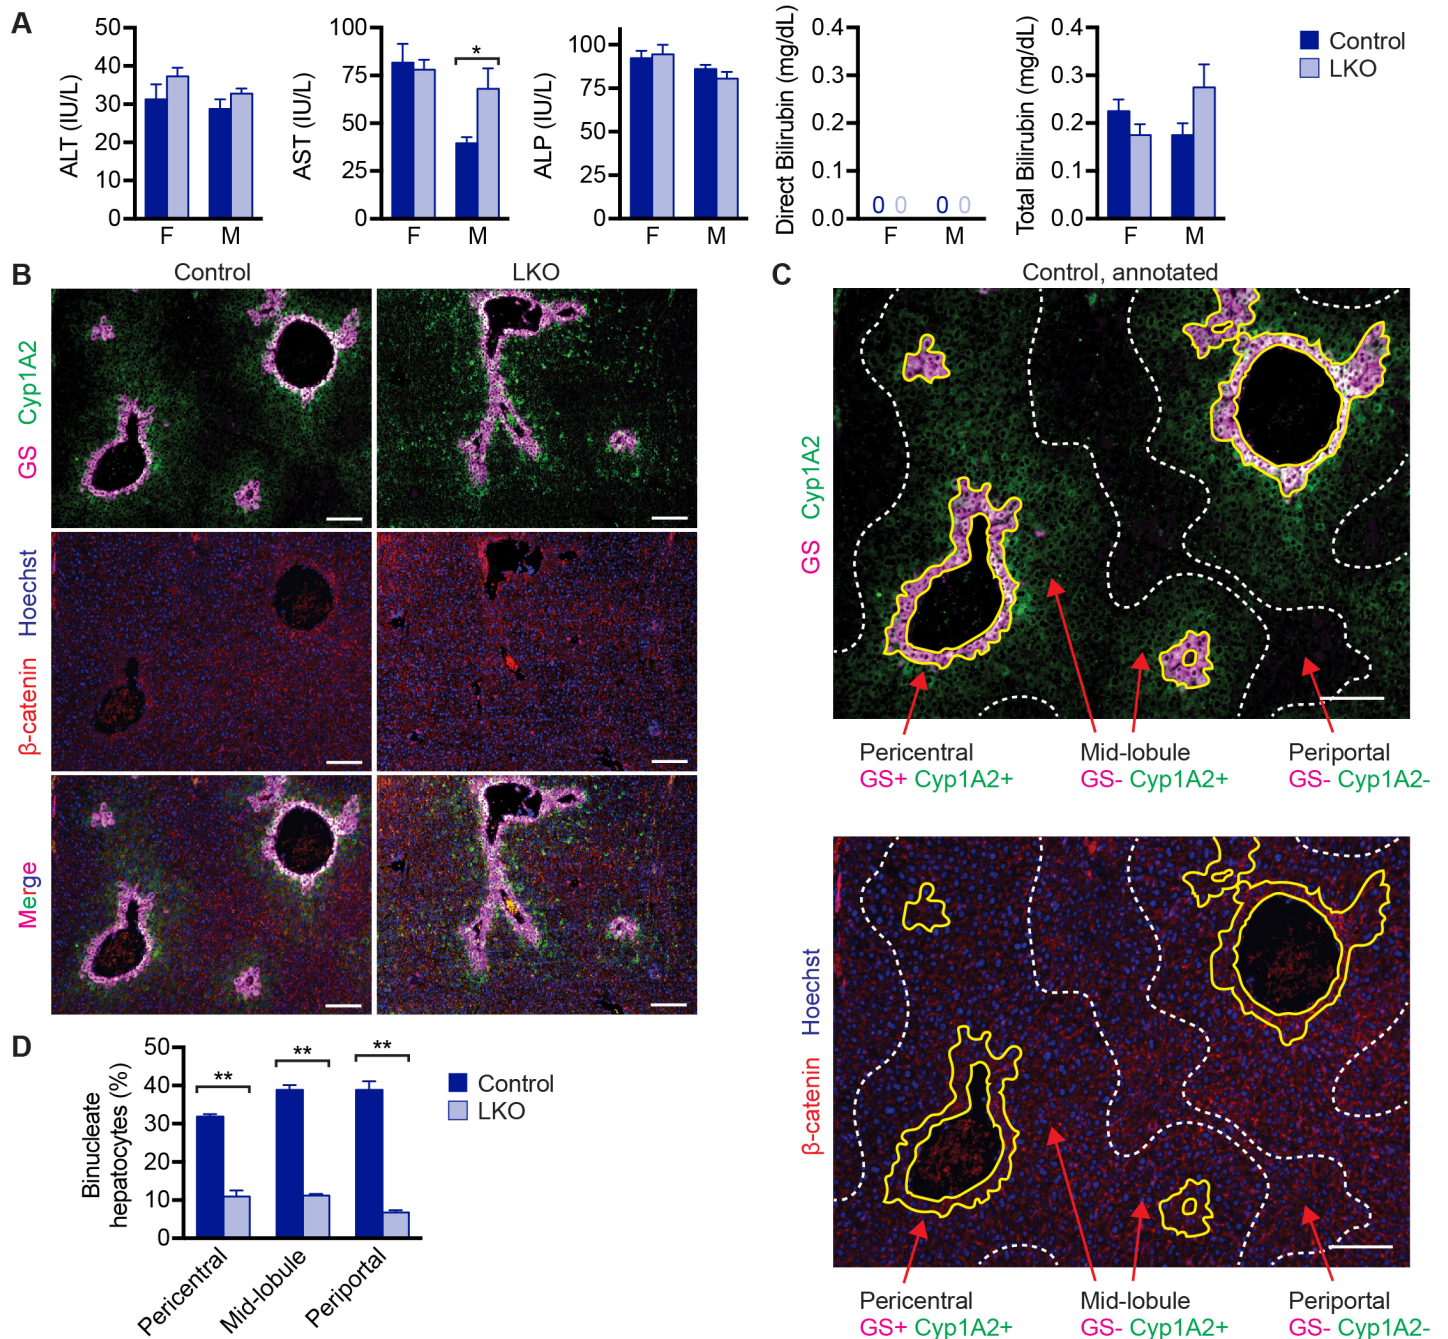 A
ALT (IU/L)
50
40
30
20
10
0
F M
AST (IU/L)
100
75
50
25
0
*
F M
ALP (IU/L)
100
75
50
25
0
F M
Direct Bilirubin (mg/dL)
0.4
0.3
0.2
0.1
0.0
0 0 0 0
F M
Total Bilirubin (mg/dL)
0.4
0.3
0.2
0.1
0.0
F M
Control
LKO
B
Control LKO
GS Cyp1A2
β-catenin Hoechst
Merge
C
Control, annotated
GS Cyp1A2
Pericentral
GS+ Cyp1A2+
Mid-lobule
GS- Cyp1A2+
Periportal
GS- Cyp1A2-
β-catenin Hoechst
Pericentral
GS+ Cyp1A2+
Mid-lobule
GS- Cyp1A2+
Periportal
GS- Cyp1A2-
D
Binucleate
hepatocytes (%)
50
40
30
20
10
0
** ** **
Pericentral
Mid-lobule
Periportal
Control
LKO